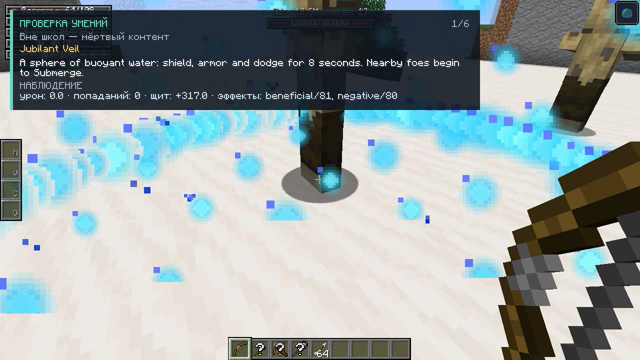 ПРОВЕРКА УМЕНИЙ
1/6
Вне школ — мёртвый контент
Jubilant Veil
A sphere of buoyant water: shield, armor and dodge for 8 seconds. Nearby foes begin
to Submerge.
НАБЛЮДЕНИЕ
урон: 0.0 · попаданий: 0 · щит: +317.0 · эффекты: beneficial/81, negative/80
64